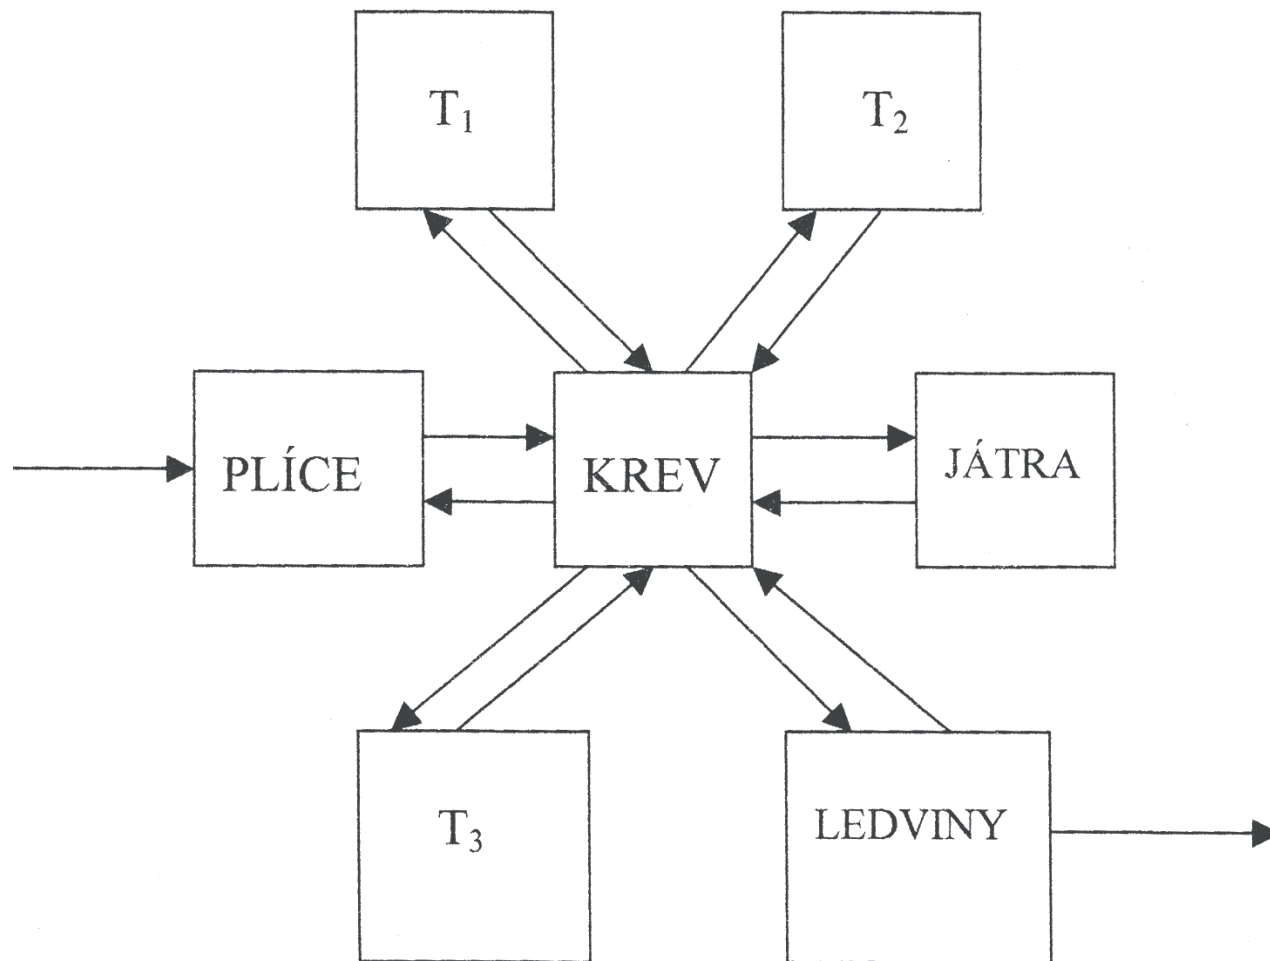 T₁
T₂
PLÍCE
KREV
JÁTRA
T₃
LEDVINY